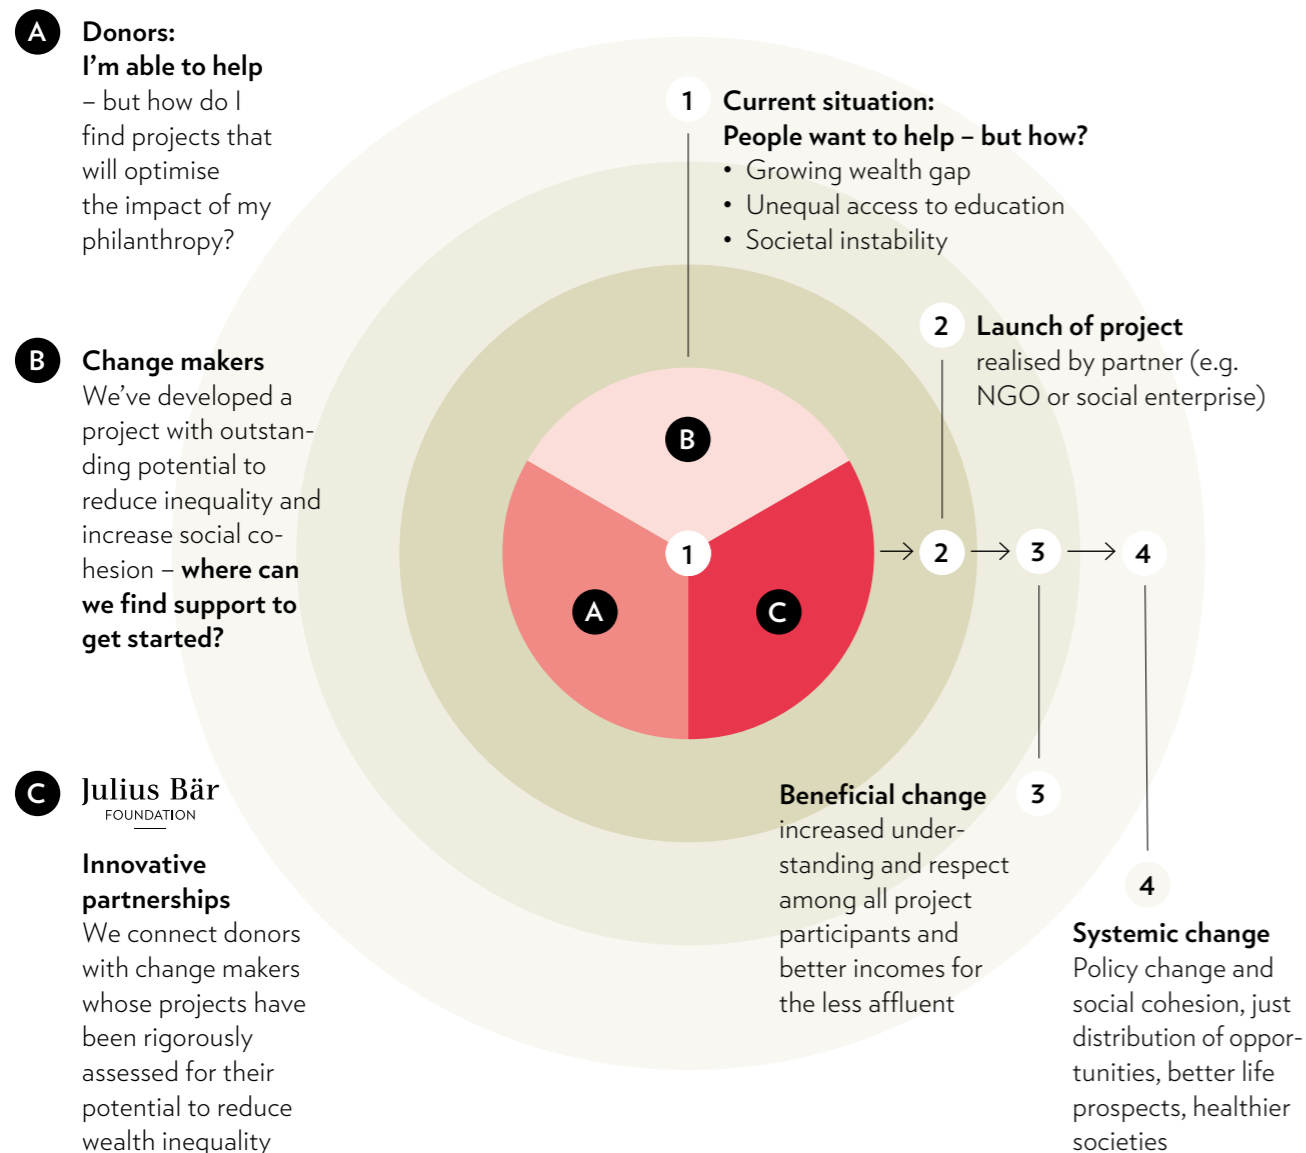 A
Donors:
I'm able to help
– but how do I
find projects that
will optimise
the impact of my
philanthropy?
B
Change makers
We've developed a
project with outstan-
ding potential to
reduce inequality and
increase social co-
hesion – where can
we find support to
get started?
C
Julius Bär
FOUNDATION
Innovative
partnerships
We connect donors
with change makers
whose projects have
been rigorously
assessed for their
potential to reduce
wealth inequality
1
Current situation:
People want to help – but how?
• Growing wealth gap
• Unequal access to education
• Societal instability
2
Launch of project
realised by partner (e.g.
NGO or social enterprise)
B
1
A
C
2
3
4
Beneficial change
3
increased under-
standing and respect
among all project
participants and
better incomes for
the less affluent
4
Systemic change
Policy change and
social cohesion, just
distribution of oppor-
tunities, better life
prospects, healthier
societies